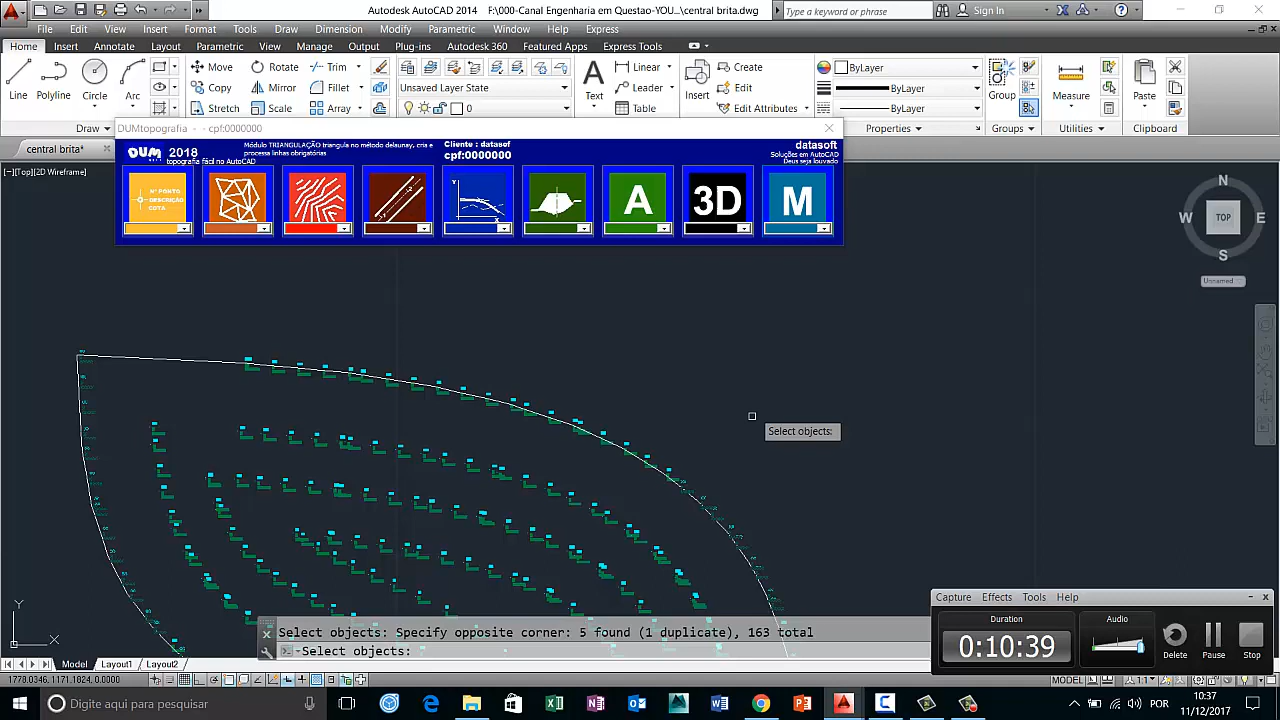 Autodesk AutoCAD 2014 F:\000-Canal Engenharia em Questao-YOU...\central brita.dwg
Type a keyword or phrase
Sign In
File Edit View Insert Format Tools Draw Dimension Modify Parametric Window Help Express
Home Insert Annotate Layout Parametric View Manage Output Plug-ins Autodesk 360 Featured Apps Express Tools
Line Polyline Circle Arc
Move Rotate Trim
Copy Mirror Fillet
Stretch Scale Array
Draw
Unsaved Layer State
0
Text
Linear
Leader
Table
Insert
Create
Edit
Edit Attributes
ByLayer
ByLayer
ByLayer
Properties
Group
Groups
Measure
Utilities
Paste
Clipboard
central brita*
DUMtopografia - - cpf:0000000
DUM 2018
topografia fácil no AutoCAD
Módulo TRIANGULAÇÃO triangula no método delaunay, cria e
processa linhas obrigatórias
Cliente : datasof
cpf:0000000
datasoft
Soluções em AutoCAD
Deus seja louvado
Nº PONTO
DESCRIÇÃO
COTA
A 3D M
[-][Top][2D Wireframe]
N
W TOP E
S
Unnamed
Select objects:
Select objects: Specify opposite corner: 5 found (1 duplicate), 163 total
Select objects:
Y
X
Capture Effects Tools Help
Duration
0:10:39
Audio
Delete Pause Stop
Model Layout1 Layout2
1770.0346, 1171.1024, 0.0000
MODEL
1:1
Digite aqui para pesquisar
POR
10:37
11/12/2017